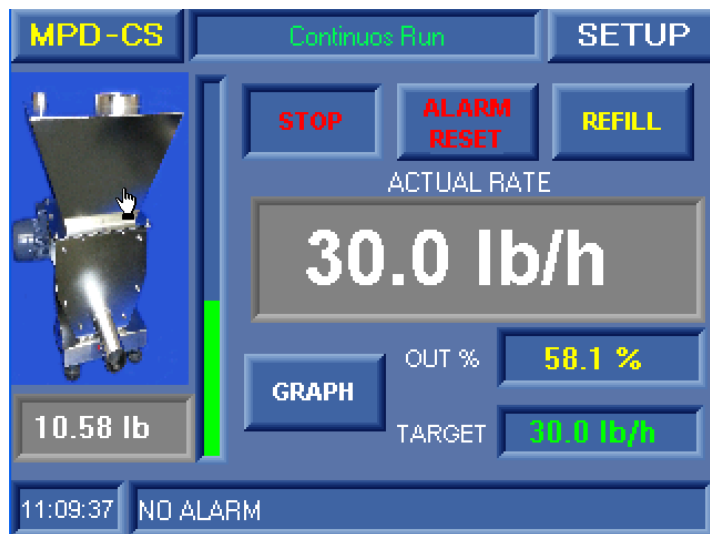 MPD-CS
Continuos Run
SETUP
STOP
ALARM
RESET
REFILL
ACTUAL RATE
30.0 lb/h
OUT %
58.1 %
GRAPH
10.58 lb
TARGET
30.0 lb/h
11:09:37
NO ALARM